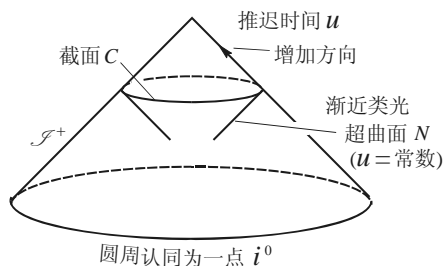 推迟时间 u
增加方向
截面 C
渐近类光
超曲面 N
(u=常数)
ℐ⁺
圆周认同为一点 i⁰